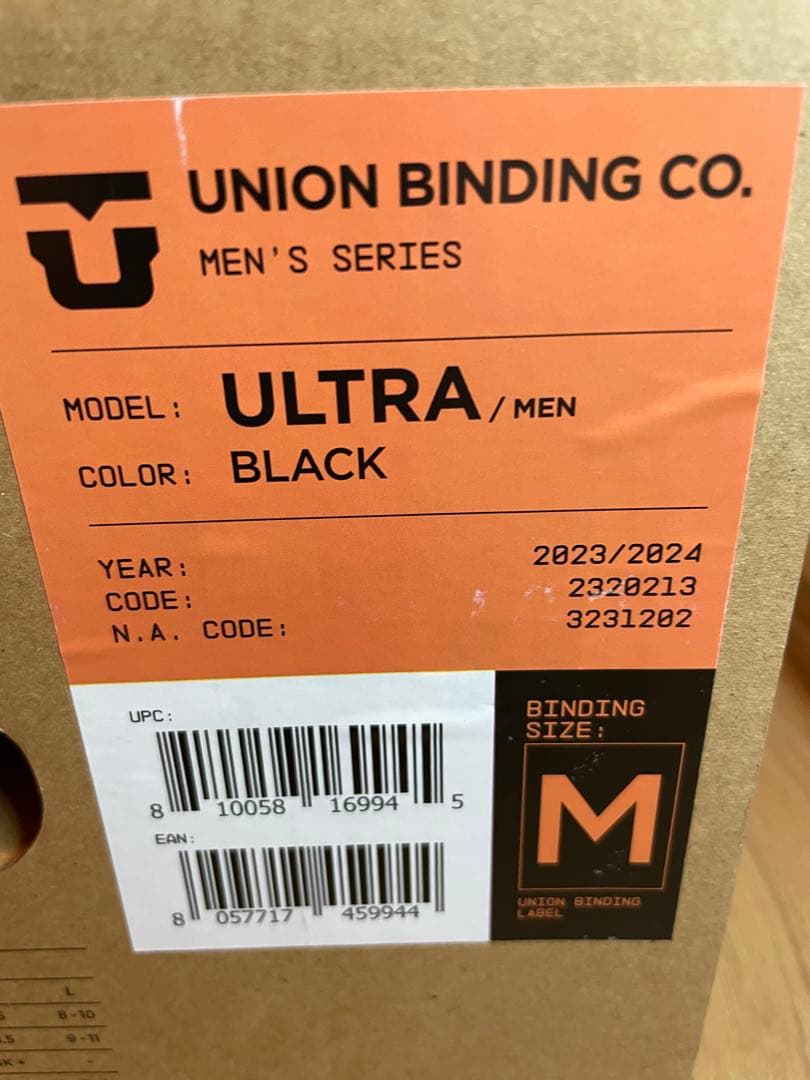 UNION BINDING CO.
MEN'S SERIES
MODEL: ULTRA / MEN
COLOR: BLACK
YEAR: 2023/2024
CODE: 2320213
N.A. CODE: 3231202
UPC:
8 10058 16994 5
EAN:
8 057717 459944
BINDING
SIZE:
M
UNION BINDING
LABEL
L
8-10
9-11
-